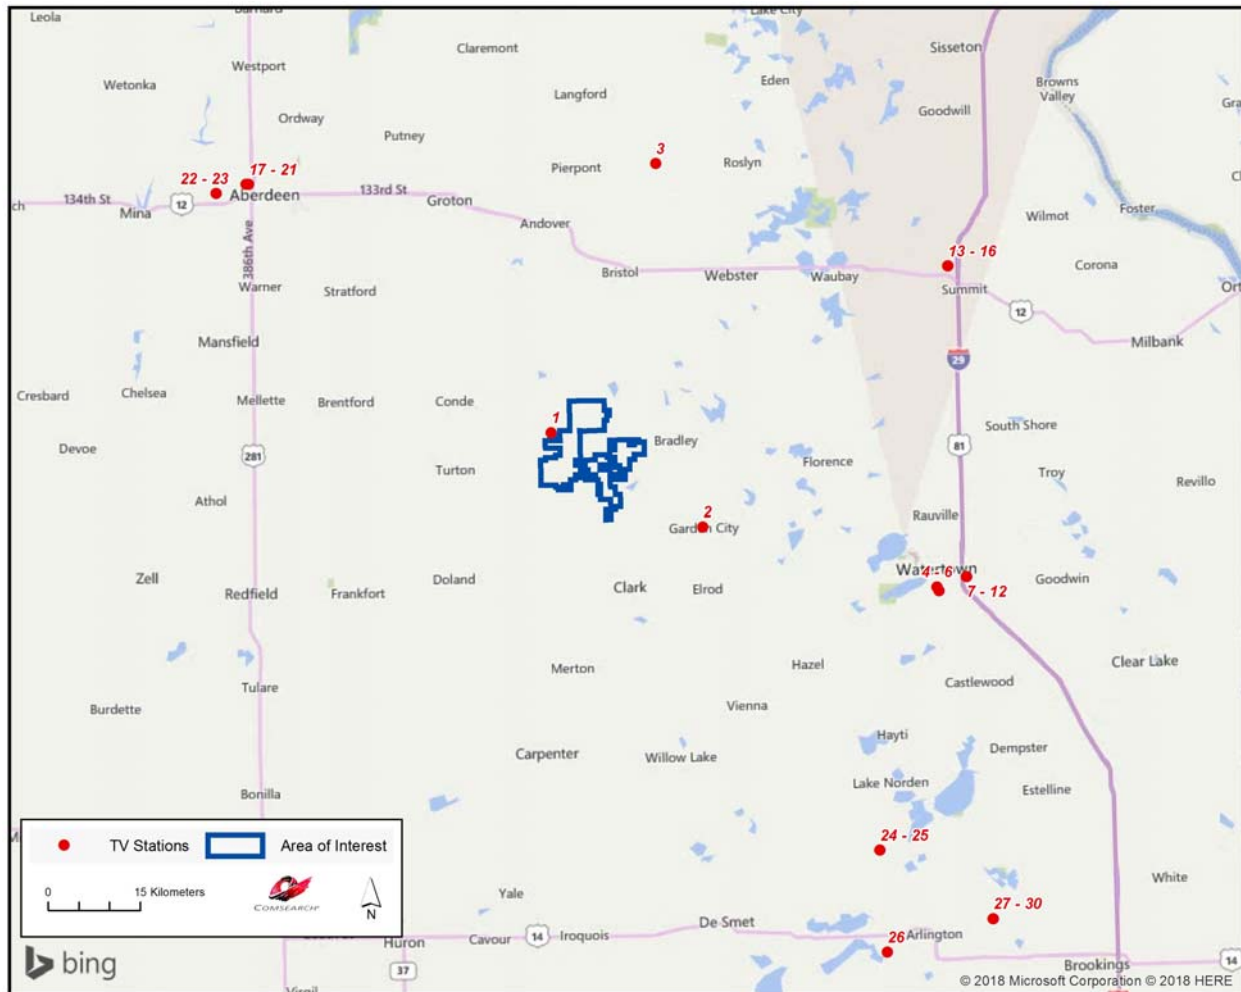 Leola
Barnard
Lake City
Claremont
Sisseton
Westport
Wetonka
Langford
Eden
Browns
Valley
Ordway
Goodwill
Putney
3
Pierpont
Roslyn
22 - 23
17 - 21
134th St
12
Aberdeen
133rd St
Mina
Groton
Andover
Wilmot
Foster
386th Ave
13 - 16
Warner
Stratford
Bristol
Webster
Waubay
Corona
Summit
12
Mansfield
Milbank
29
Cresbard
Chelsea
Mellette
Brentford
Conde
1
Bradley
South Shore
81
Devoe
281
Turton
Florence
Troy
Revillo
Athol
2
Garden City
Rauville
Zell
Doland
Watertown
4 - 6
Goodwin
Redfield
Frankfort
Clark
Elrod
7 - 12
Merton
Hazel
Clear Lake
Tulare
Castlewood
Burdette
Vienna
Hayti
Dempster
Carpenter
Willow Lake
Lake Norden
Estelline
Bonilla
24 - 25
TV Stations
Area of Interest
0
15 Kilometers
COMSEARCH
N
Yale
White
27 - 30
De Smet
26
Arlington
Huron
Cavour
14
Iroquois
37
Brookings
14
bing
Virgil
© 2018 Microsoft Corporation © 2018 HERE